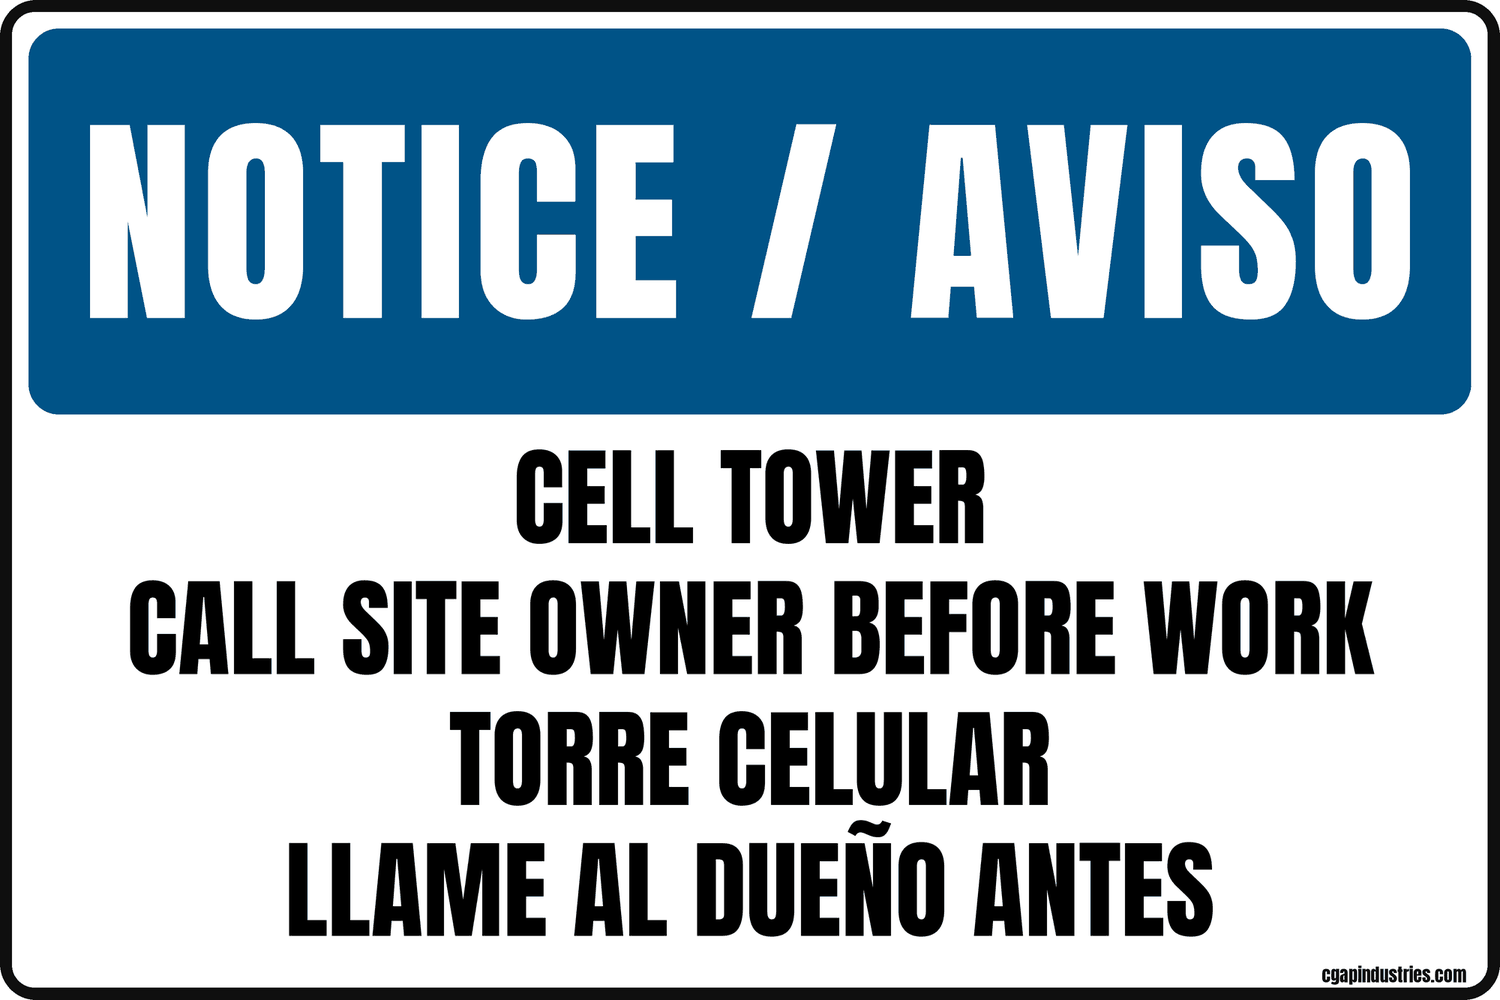 NOTICE / AVISO
CELL TOWER
CALL SITE OWNER BEFORE WORK
TORRE CELULAR
LLAME AL DUEÑO ANTES
cgapindustries.com